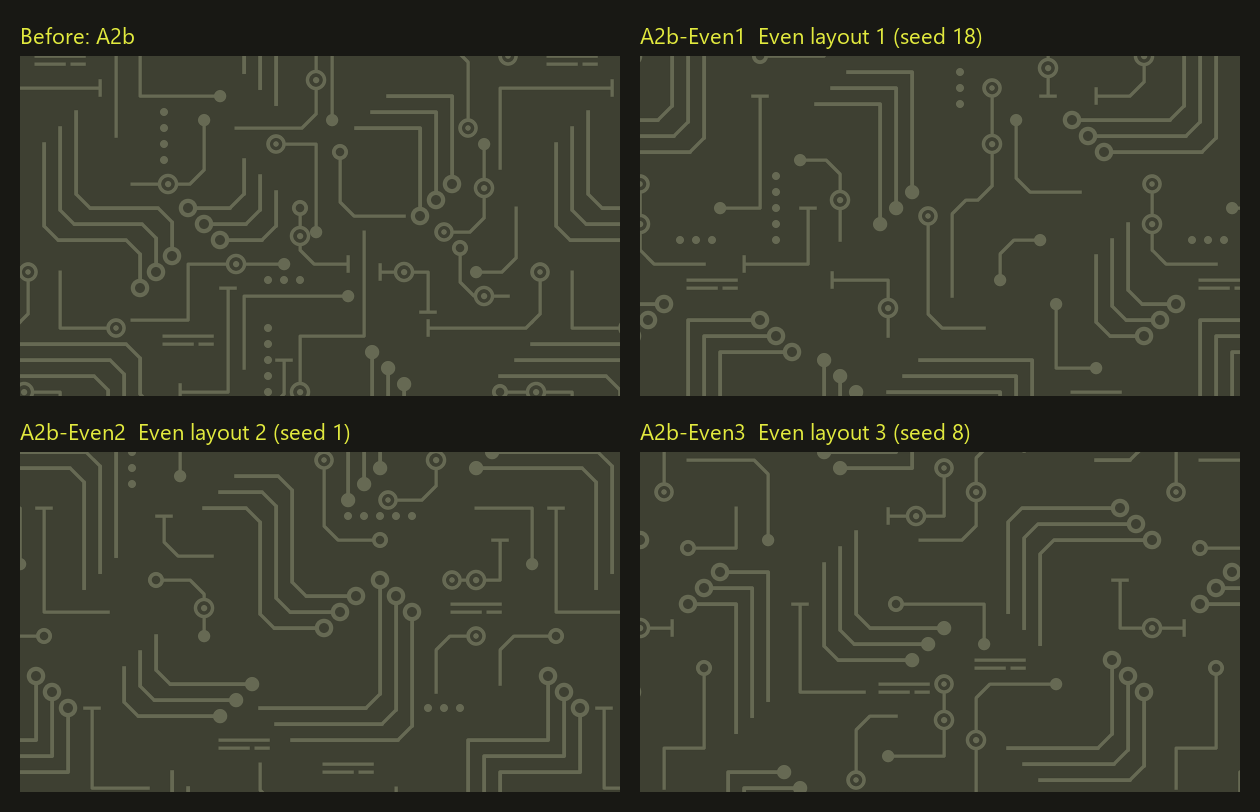 Before: A2b
A2b-Even1  Even layout 1 (seed 18)
A2b-Even2  Even layout 2 (seed 1)
A2b-Even3  Even layout 3 (seed 8)